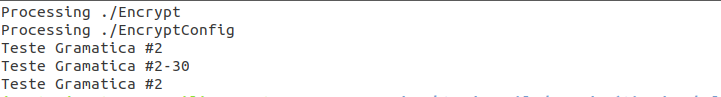 Processing ./Encrypt
Processing ./EncryptConfig
Teste Gramatica #2
Teste Gramatica #2-30
Teste Gramatica #2